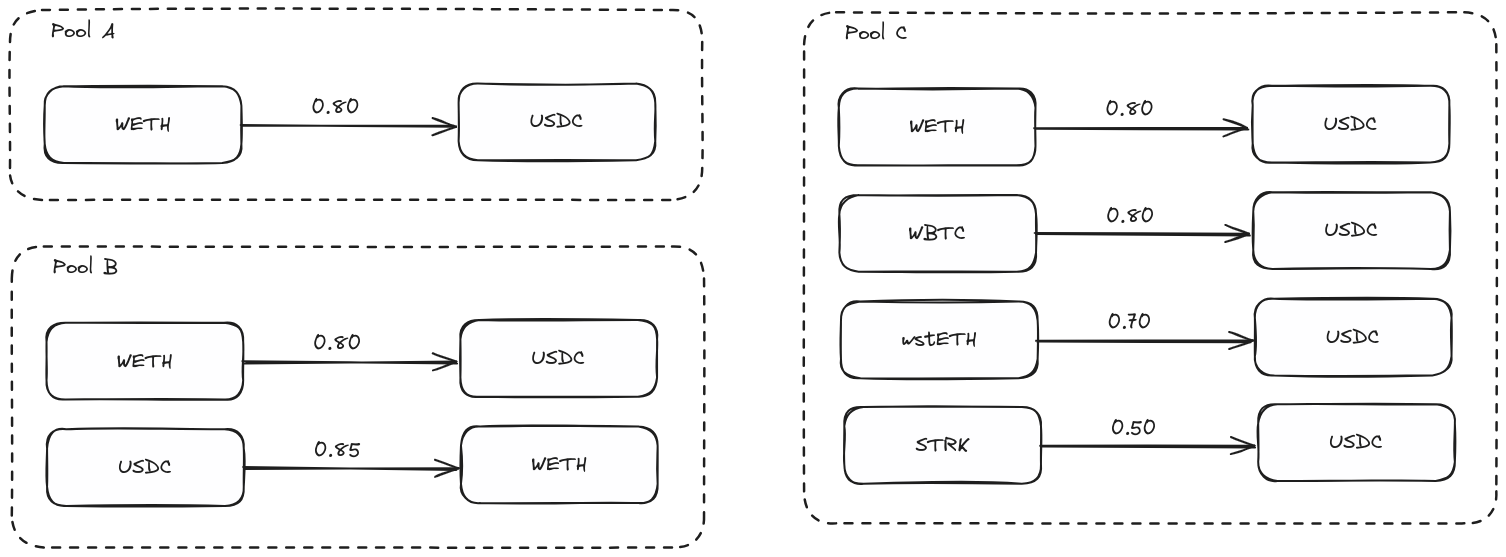 Pool A
WETH
0.80
USDC
Pool B
WETH
0.80
USDC
USDC
0.85
WETH
Pool C
WETH
0.80
USDC
WBTC
0.80
USDC
wstETH
0.70
USDC
STRK
0.50
USDC